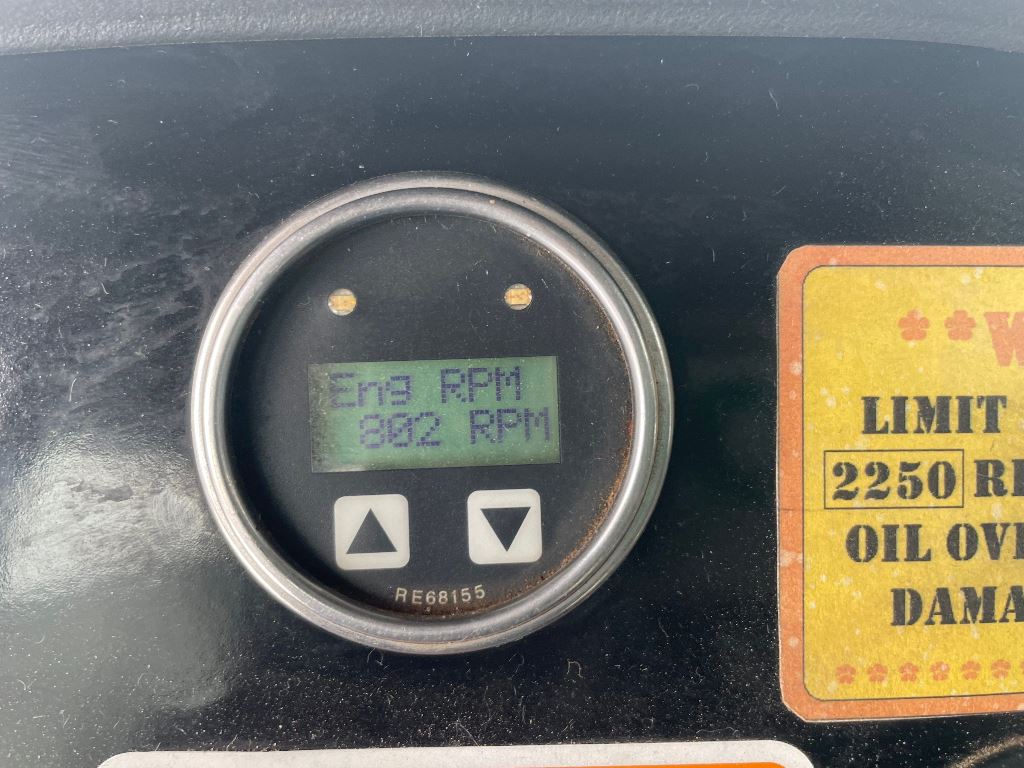 Eng RPM
802 RPM
RE68155
**W
LIMIT
2250 R
OIL OV
DAMA